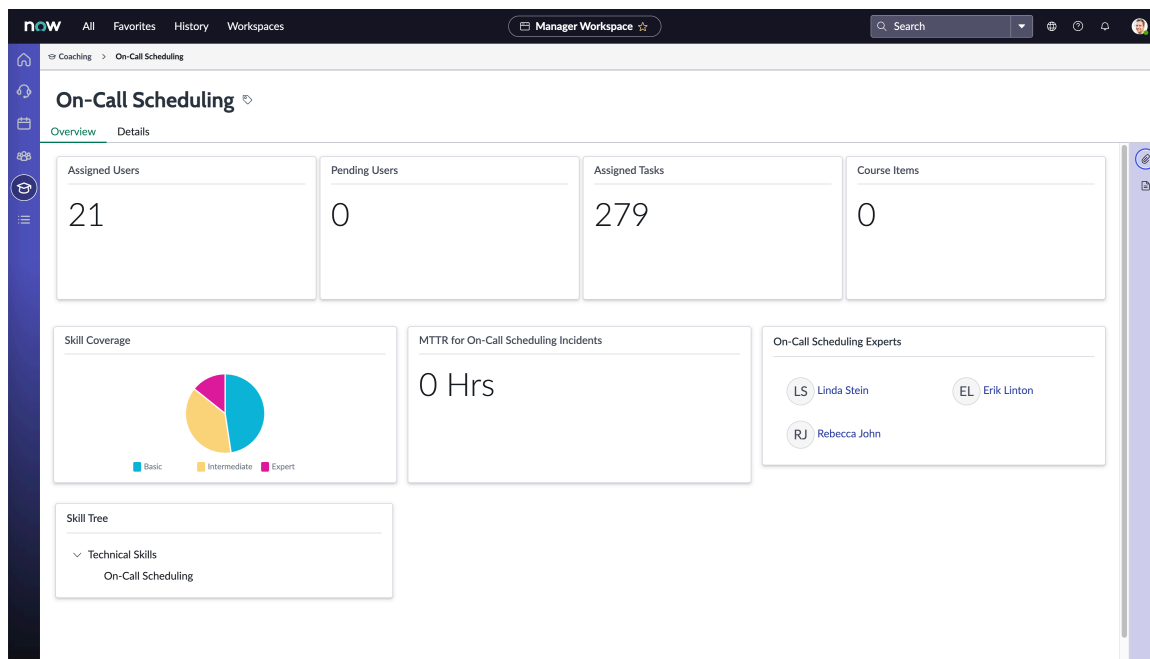 now All Favorites History Workspaces Manager Workspace Search
Coaching > On-Call Scheduling
On-Call Scheduling
Overview Details
Assigned Users
21
Pending Users
0
Assigned Tasks
279
Course Items
0
Skill Coverage
Basic Intermediate Expert
MTTR for On-Call Scheduling Incidents
0 Hrs
On-Call Scheduling Experts
LS Linda Stein
EL Erik Linton
RJ Rebecca John
Skill Tree
Technical Skills
On-Call Scheduling